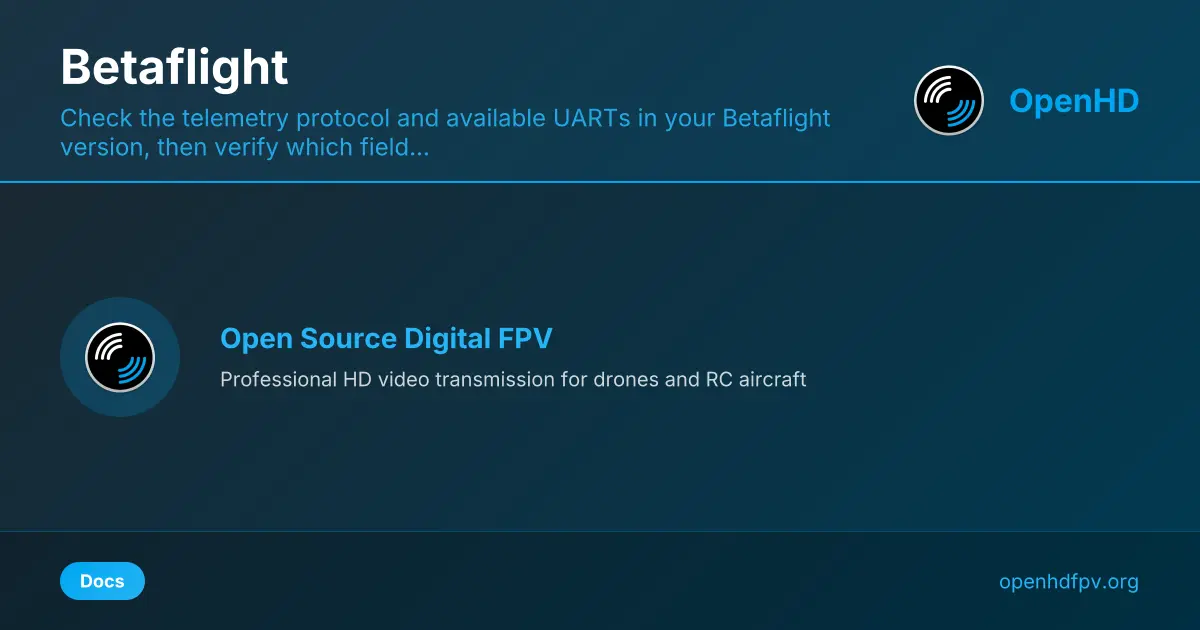 Betaflight
Check the telemetry protocol and available UARTs in your Betaflight
version, then verify which field...
OpenHD
Open Source Digital FPV
Professional HD video transmission for drones and RC aircraft
Docs
openhdfpv.org